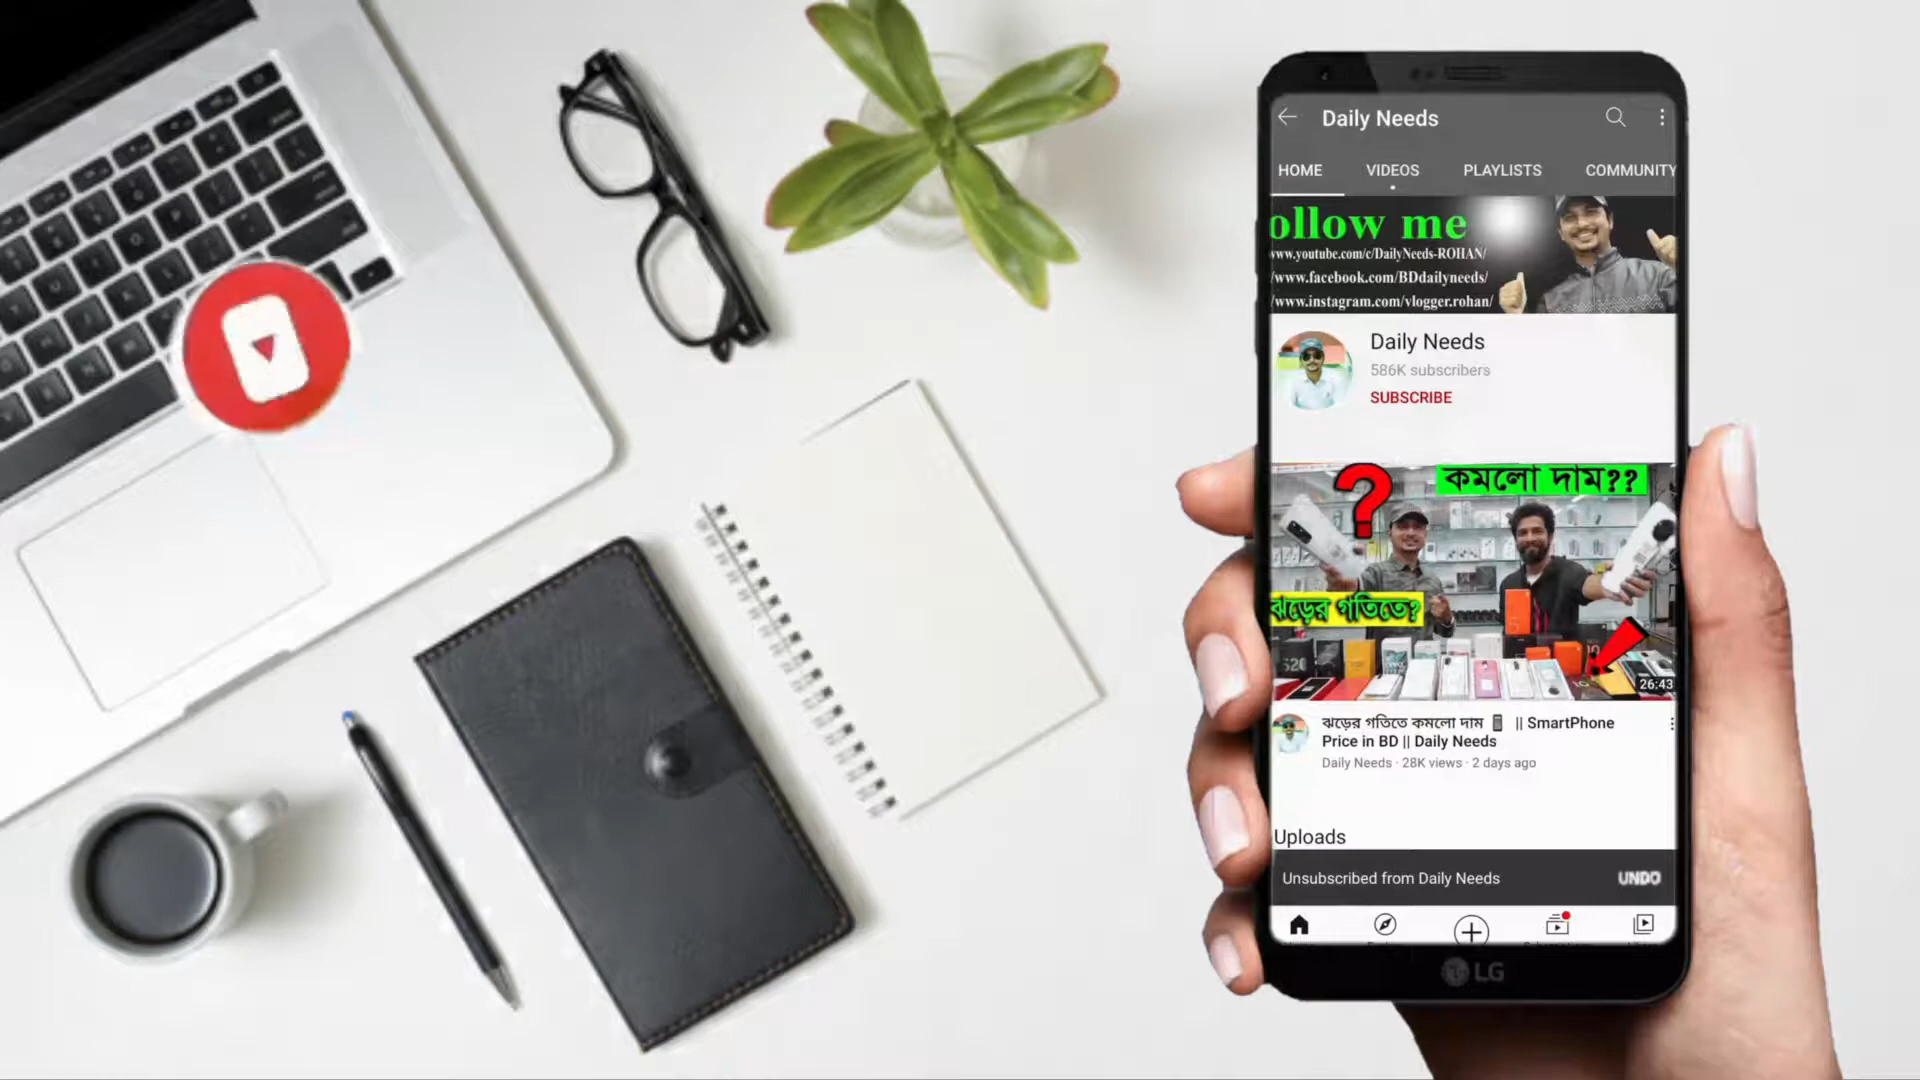 Daily Needs
HOME VIDEOS PLAYLISTS COMMUNITY
ollow me
www.youtube.com/c/DailyNeeds-ROHAN/
/www.facebook.com/BDdailyneeds/
/www.instagram.com/vlogger.rohan/
Daily Needs
586K subscribers
SUBSCRIBE
কমলো দাম??
?
ঝড়ের গতিতে?
S20
10
26:43
ঝড়ের গতিতে কমলো দাম || SmartPhone
Price in BD || Daily Needs
Daily Needs · 28K views · 2 days ago
Uploads
Unsubscribed from Daily Needs UNDO
LG